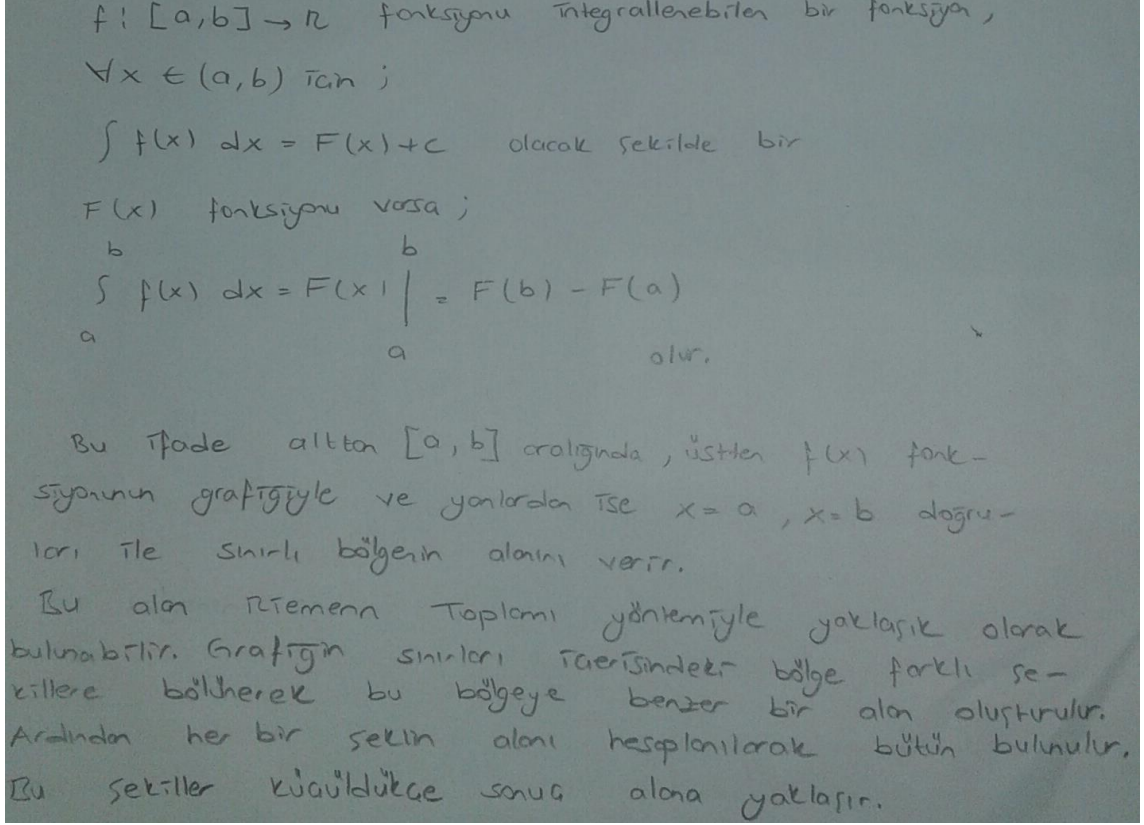 f : [a,b] → R fonksiyonu integrallenebilen bir fonksiyon,
∀x ∈ (a,b) için ;
∫ f(x) dx = F(x)+c olacak şekilde bir
F(x) fonksiyonu varsa ;
b b
∫ f(x) dx = F(x) | = F(b) - F(a)
a a olur.
Bu ifade alttan [a,b] aralığında, üstten f(x) fonk-
siyonunun grafiğiyle ve yanlardan ise x=a , x=b doğru-
ları ile sınırlı bölgenin alanını verir.
Bu alan Riemenn Toplamı yöntemiyle yaklaşık olarak
bulunabilir. Grafiğin sınırları içerisindeki bölge farklı şe-
killere bölünerek bu bölgeye benzer bir alan oluşturulur.
Ardından her bir şeklin alanı hesaplanılarak bütün bulunulur.
Bu şekiller küçüldükçe sonuç alana yaklaşır.